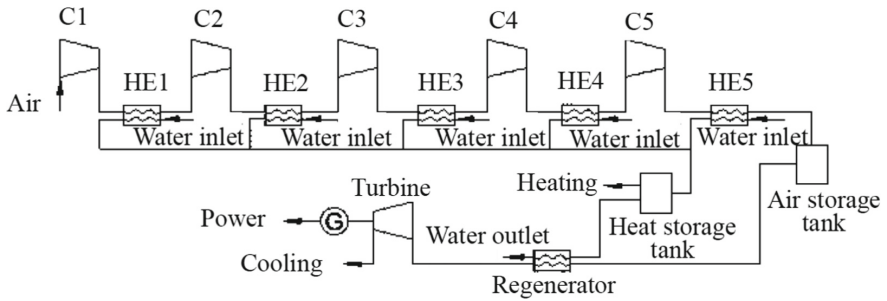 C1
C2
C3
C4
C5
HE1
HE2
HE3
HE4
HE5
Air
Water inlet
Water inlet
Water inlet
Water inlet
Water inlet
Turbine
Heating
Air storage
tank
Power
G
Water outlet
Heat storage
tank
Cooling
Regenerator